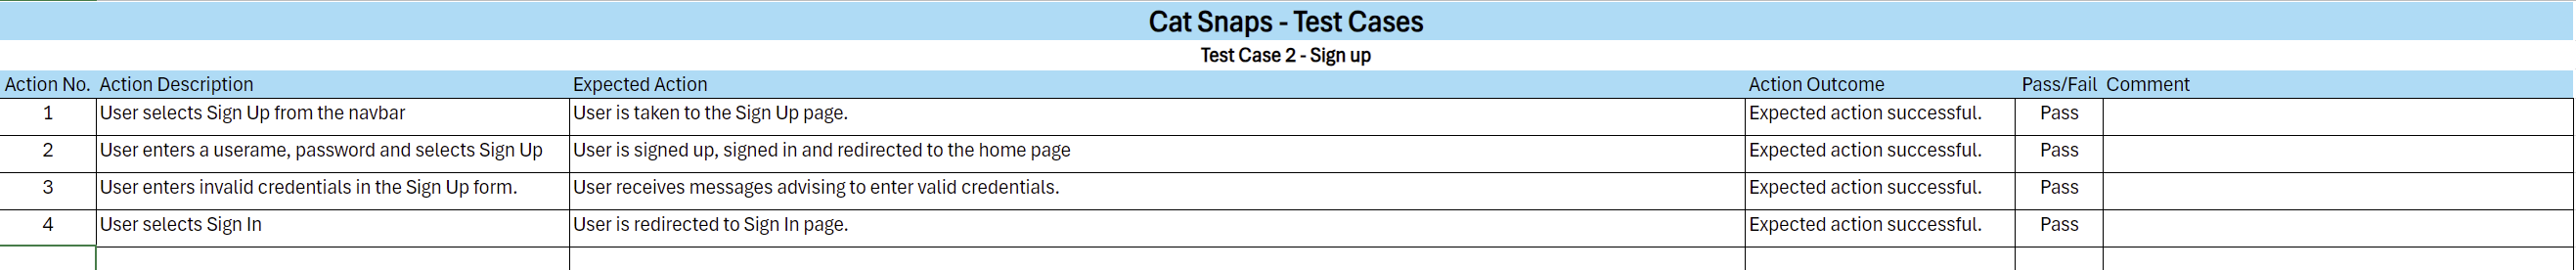 Cat Snaps - Test Cases
Test Case 2 - Sign up
Action No. Action Description Expected Action Action Outcome Pass/Fail Comment
1 User selects Sign Up from the navbar User is taken to the Sign Up page. Expected action successful. Pass
2 User enters a userame, password and selects Sign Up User is signed up, signed in and redirected to the home page Expected action successful. Pass
3 User enters invalid credentials in the Sign Up form. User receives messages advising to enter valid credentials. Expected action successful. Pass
4 User selects Sign In User is redirected to Sign In page. Expected action successful. Pass